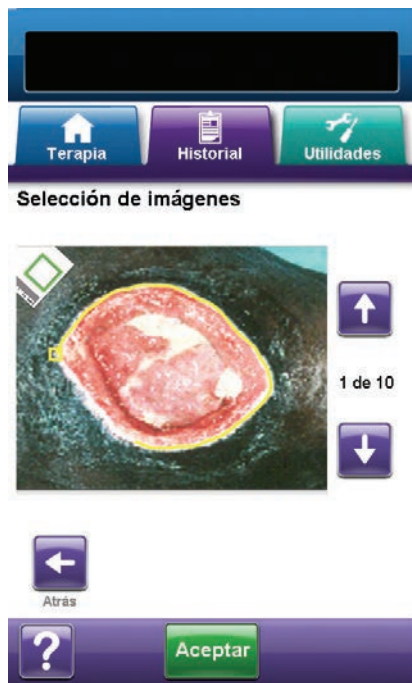 Terapia
Historial
Utilidades
Selección de imágenes
1 de 10
Atrás
?
Aceptar